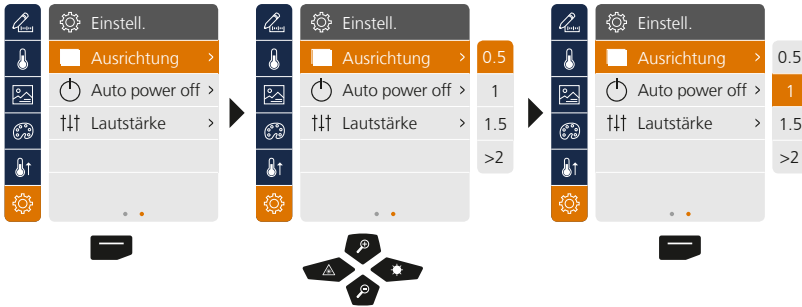 Einstell.
Ausrichtung
Auto power off
Lautstärke
Einstell.
Ausrichtung
Auto power off
Lautstärke
0.5
1
1.5
>2
Einstell.
Ausrichtung
Auto power off
Lautstärke
0.5
1
1.5
>2